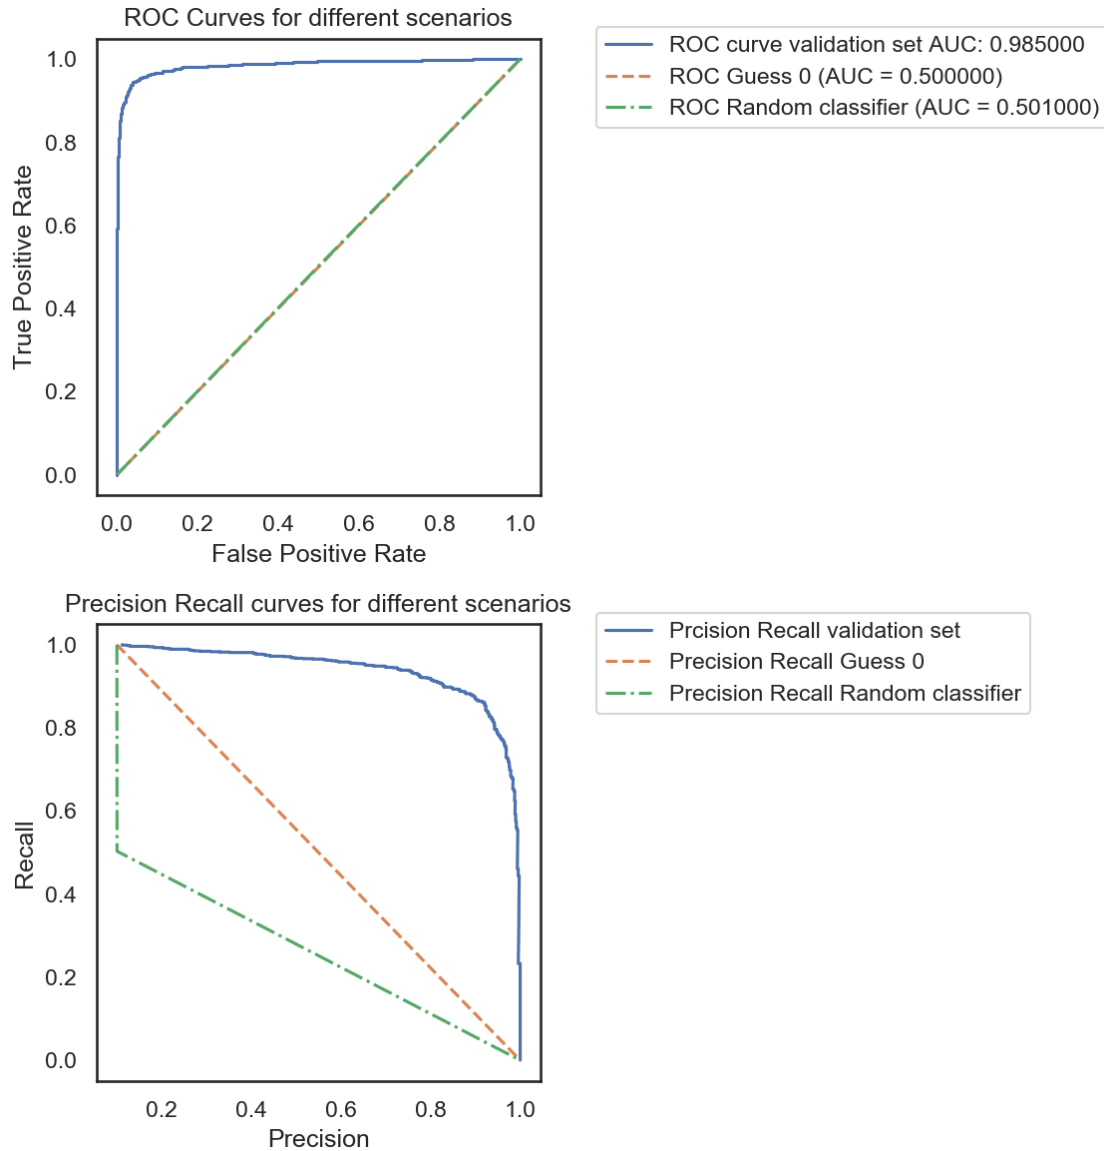 ROC Curves for different scenarios
ROC curve validation set AUC: 0.985000
ROC Guess 0 (AUC = 0.500000)
ROC Random classifier (AUC = 0.501000)
True Positive Rate
1.0
0.8
0.6
0.4
0.2
0.0
0.0 0.2 0.4 0.6 0.8 1.0
False Positive Rate
Precision Recall curves for different scenarios
Prcision Recall validation set
Precision Recall Guess 0
Precision Recall Random classifier
Recall
1.0
0.8
0.6
0.4
0.2
0.0
0.2 0.4 0.6 0.8 1.0
Precision